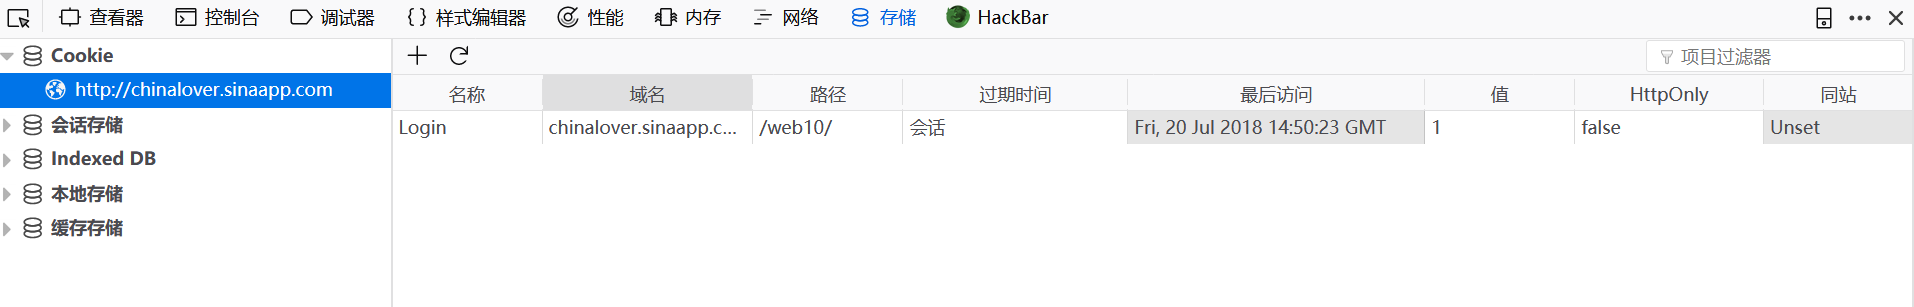 查看器 控制台 调试器 {} 样式编辑器 性能 内存 网络 存储 HackBar
Cookie
项目过滤器
http://chinalover.sinaapp.com
名称 域名 路径 过期时间 最后访问 值 HttpOnly 同站
会话存储
Login chinalover.sinaapp.c... /web10/ 会话 Fri, 20 Jul 2018 14:50:23 GMT 1 false Unset
Indexed DB
本地存储
缓存存储